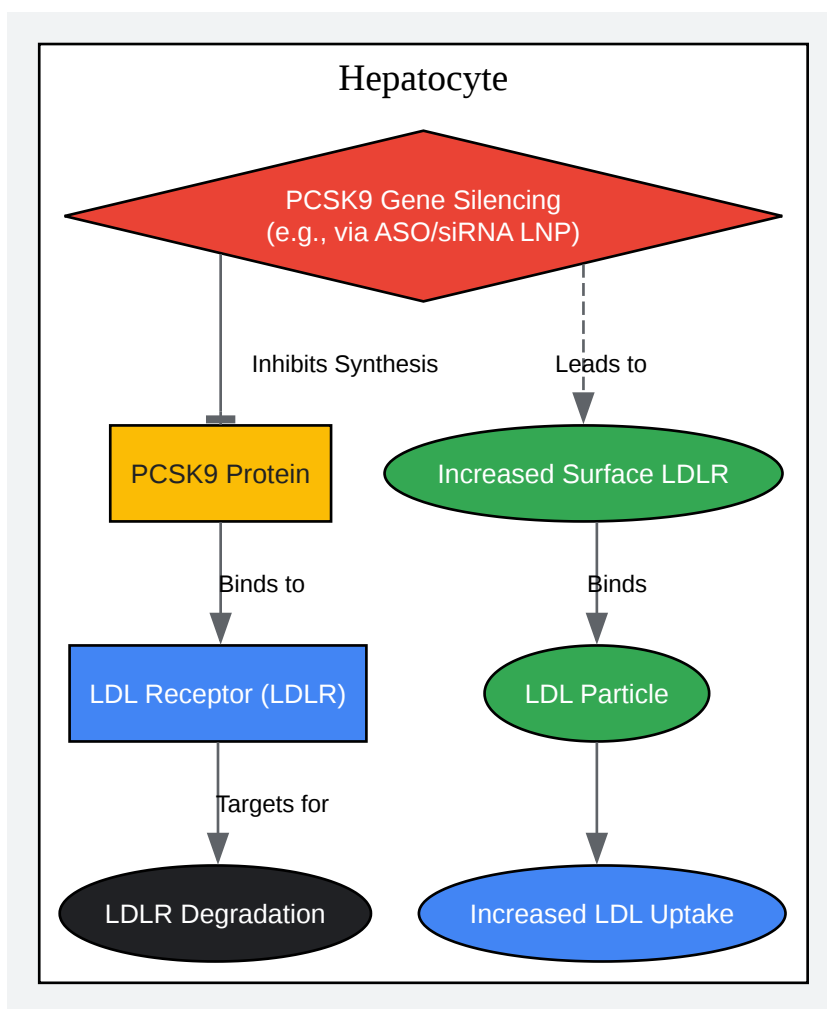 Hepatocyte
PCSK9 Gene Silencing
(e.g., via ASO/siRNA LNP)
Inhibits Synthesis
Leads to
PCSK9 Protein
Increased Surface LDLR
Binds to
Binds
LDL Receptor (LDLR)
LDL Particle
Targets for
LDLR Degradation
Increased LDL Uptake